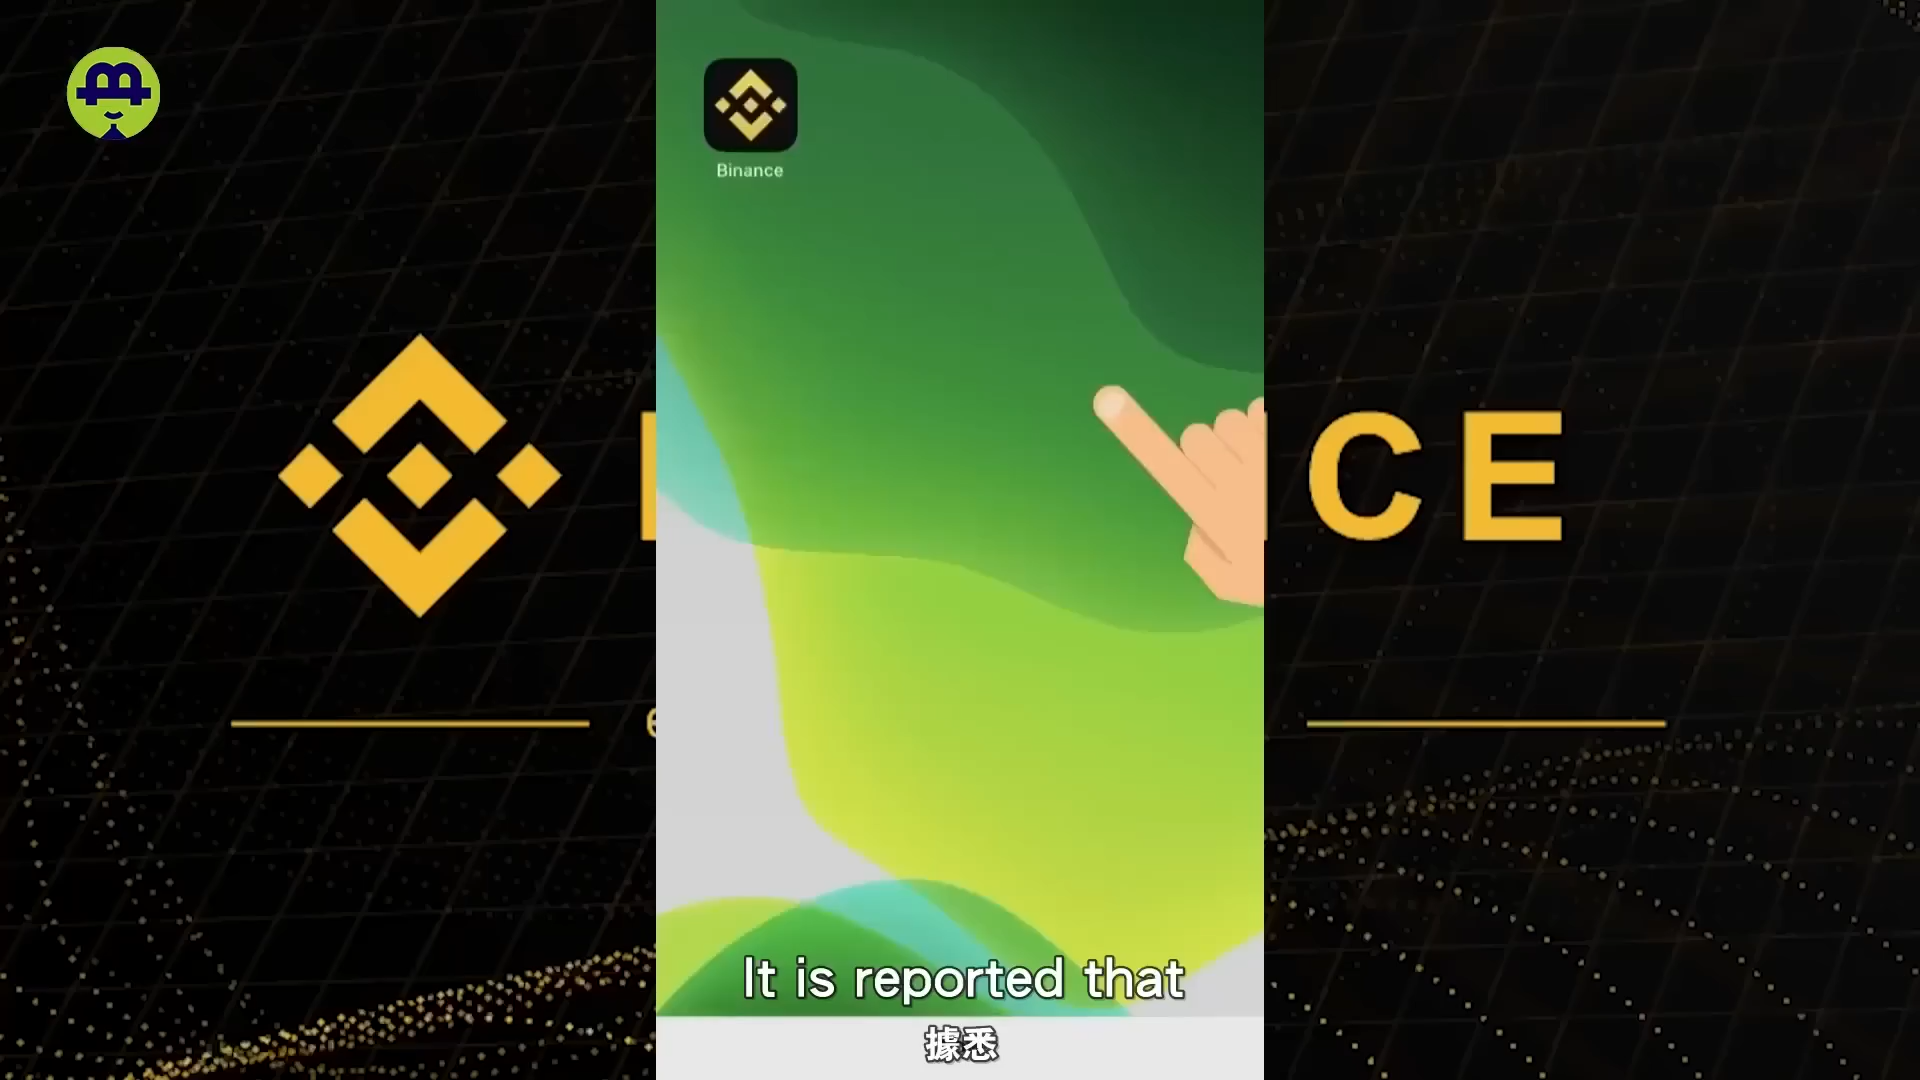 Binance
CE
It is reported that
據悉